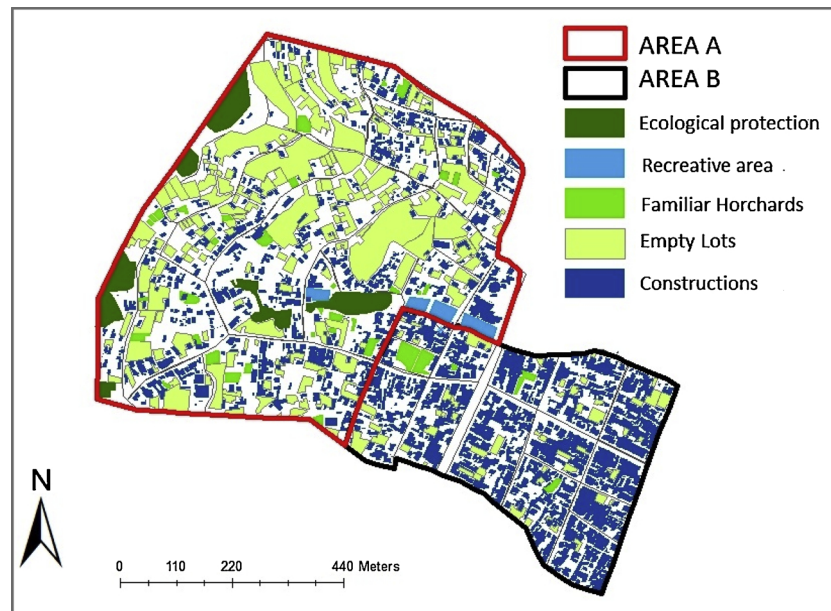 AREA A
AREA B
Ecological protection
Recreative area
Familiar Horchards
Empty Lots
Constructions
N
0 110 220 440 Meters